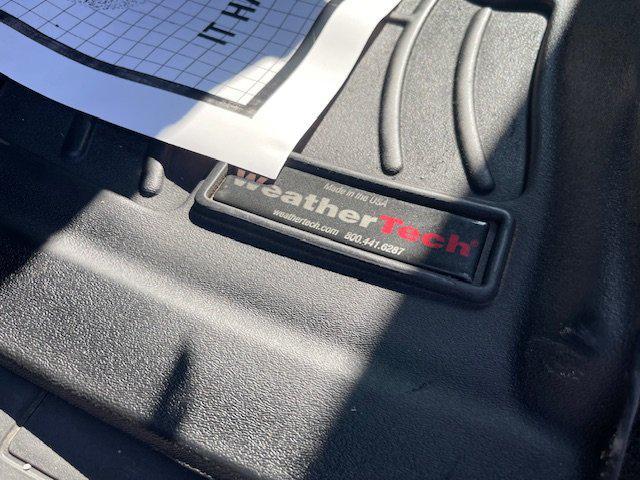 IT HA
Made in the USA
WeatherTech®
weathertech.com 800.441.6287